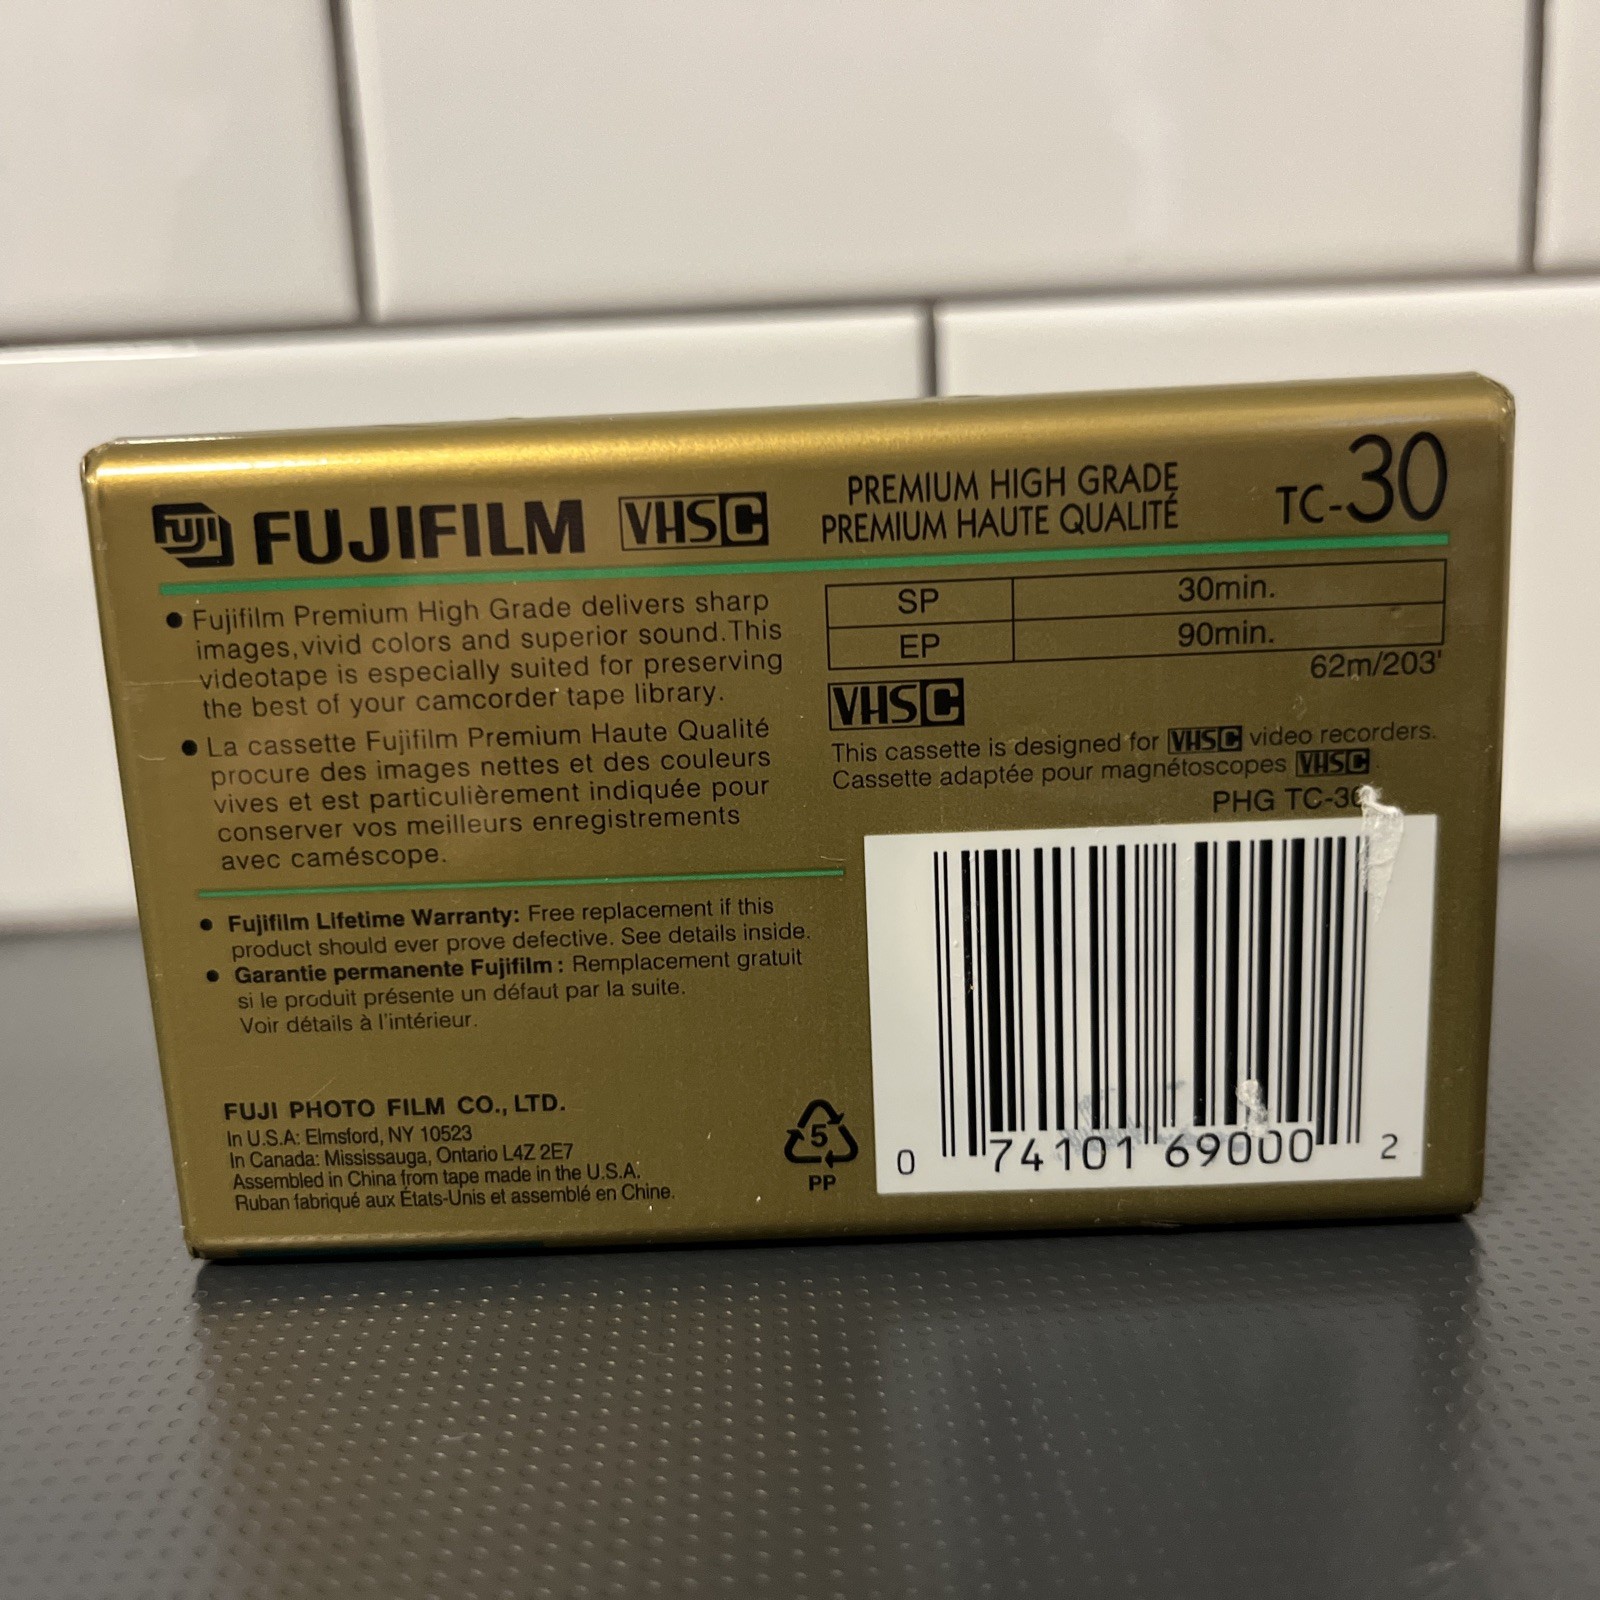 FUJI FUJIFILM VHSC
PREMIUM HIGH GRADE
PREMIUM HAUTE QUALITÉ
TC-30
• Fujifilm Premium High Grade delivers sharp
images, vivid colors and superior sound. This
videotape is especially suited for preserving
the best of your camcorder tape library.
• La cassette Fujifilm Premium Haute Qualité
procure des images nettes et des couleurs
vives et est particulièrement indiquée pour
conserver vos meilleurs enregistrements
avec caméscope.
• Fujifilm Lifetime Warranty: Free replacement if this
product should ever prove defective. See details inside.
• Garantie permanente Fujifilm: Remplacement gratuit
si le produit présente un défaut par la suite.
Voir détails à l'intérieur.
FUJI PHOTO FILM CO., LTD.
In U.S.A: Elmsford, NY 10523
In Canada: Mississauga, Ontario L4Z 2E7
Assembled in China from tape made in the U.S.A.
Ruban fabriqué aux États-Unis et assemblé en Chine.
5
PP
SP 30min.
EP 90min.
62m/203'
VHSC
This cassette is designed for VHSC video recorders.
Cassette adaptée pour magnétoscopes VHSC.
PHG TC-30
0 74101 69000 2